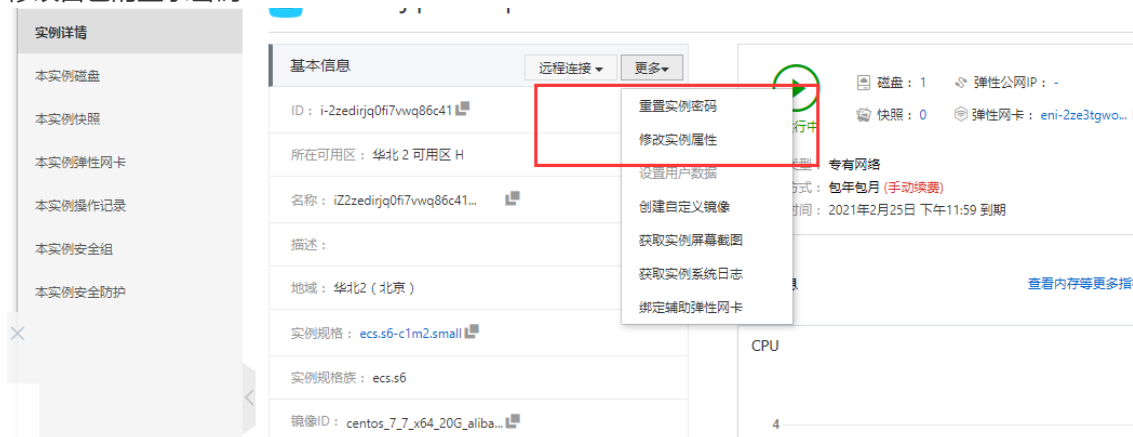 实例详情
本实例磁盘
本实例快照
本实例弹性网卡
本实例操作记录
本实例安全组
本实例安全防护
基本信息
远程连接
更多
ID： i-2zedirjq0fi7vwq86c41
所在可用区： 华北 2 可用区 H
名称： iZ2zedirjq0fi7vwq86c41...
描述：
地域： 华北2（北京）
实例规格： ecs.s6-c1m2.small
实例规格族： ecs.s6
镜像ID： centos_7_7_x64_20G_aliba...
重置实例密码
修改实例属性
设置用户数据
创建自定义镜像
获取实例屏幕截图
获取实例系统日志
绑定辅助弹性网卡
行中
磁盘： 1
弹性公网IP： -
快照： 0
弹性网卡： eni-2ze3tgwo...
专有网络
方式： 包年包月 (手动续费)
时间： 2021年2月25日 下午11:59 到期
查看内存等更多指
CPU
4